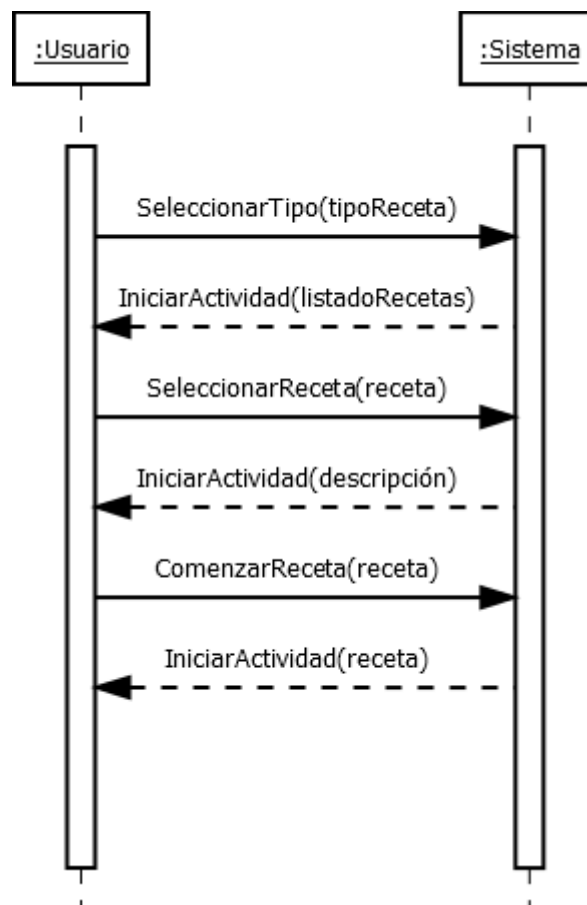 :Usuario
:Sistema
SeleccionarTipo(tipoReceta)
IniciarActividad(listadoRecetas)
SeleccionarReceta(receta)
IniciarActividad(descripción)
ComenzarReceta(receta)
IniciarActividad(receta)